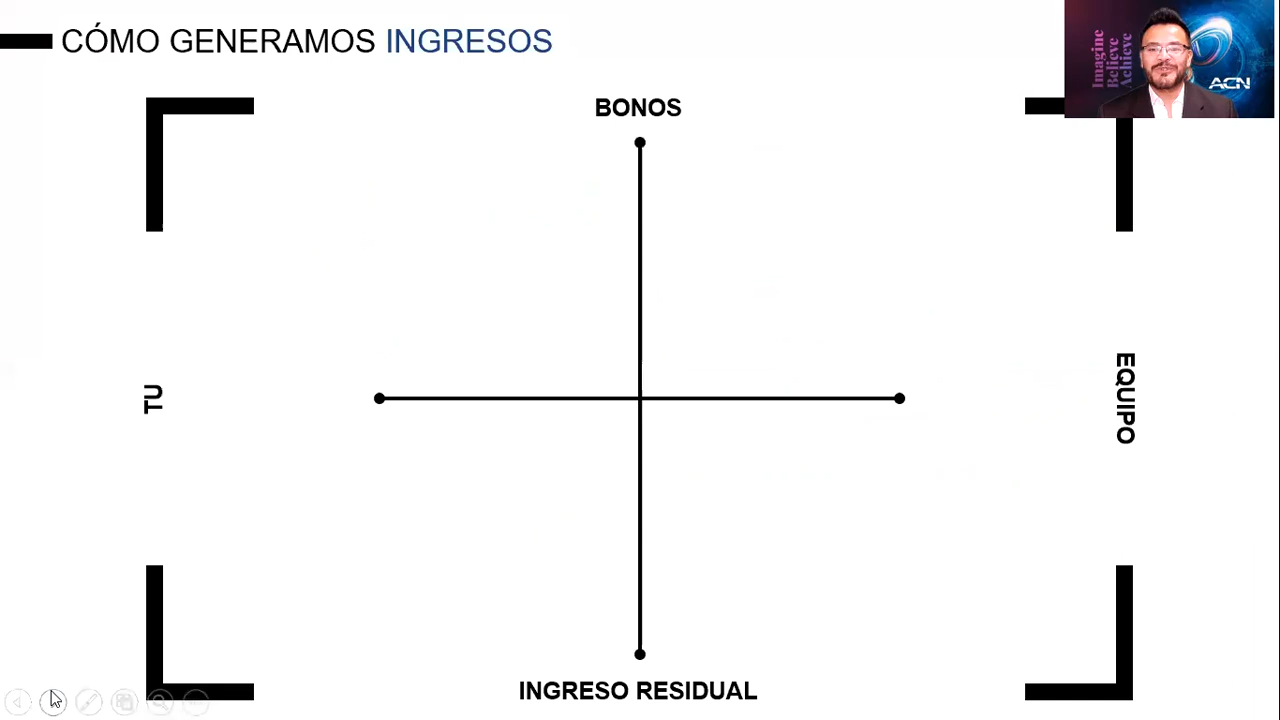 CÓMO GENERAMOS INGRESOS
Imagine
Believe
Achieve
ACN
BONOS
TU
EQUIPO
INGRESO RESIDUAL